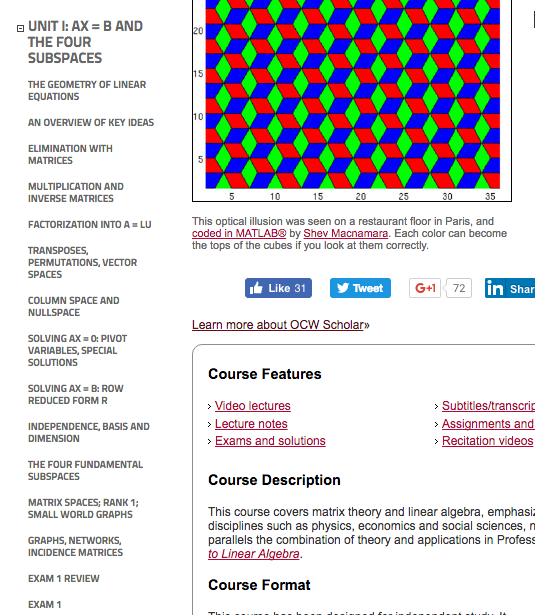 UNIT I: AX = B AND
THE FOUR
SUBSPACES
THE GEOMETRY OF LINEAR
EQUATIONS
AN OVERVIEW OF KEY IDEAS
ELIMINATION WITH
MATRICES
MULTIPLICATION AND
INVERSE MATRICES
FACTORIZATION INTO A = LU
TRANSPOSES,
PERMUTATIONS, VECTOR
SPACES
COLUMN SPACE AND
NULLSPACE
SOLVING AX = 0: PIVOT
VARIABLES, SPECIAL
SOLUTIONS
SOLVING AX = B: ROW
REDUCED FORM R
INDEPENDENCE, BASIS AND
DIMENSION
THE FOUR FUNDAMENTAL
SUBSPACES
MATRIX SPACES; RANK 1;
SMALL WORLD GRAPHS
GRAPHS, NETWORKS,
INCIDENCE MATRICES
EXAM 1 REVIEW
EXAM 1
20
15
10
5
5 10 15 20 25 30 35
This optical illusion was seen on a restaurant floor in Paris, and
coded in MATLAB® by Shev Macnamara. Each color can become
the tops of the cubes if you look at them correctly.
Like 31
Tweet
G+1 72
in Shar
Learn more about OCW Scholar»
Course Features
› Video lectures
› Lecture notes
› Exams and solutions
› Subtitles/transcrip
› Assignments and
› Recitation videos
Course Description
This course covers matrix theory and linear algebra, emphasiz
disciplines such as physics, economics and social sciences, n
parallels the combination of theory and applications in Profess
to Linear Algebra.
Course Format